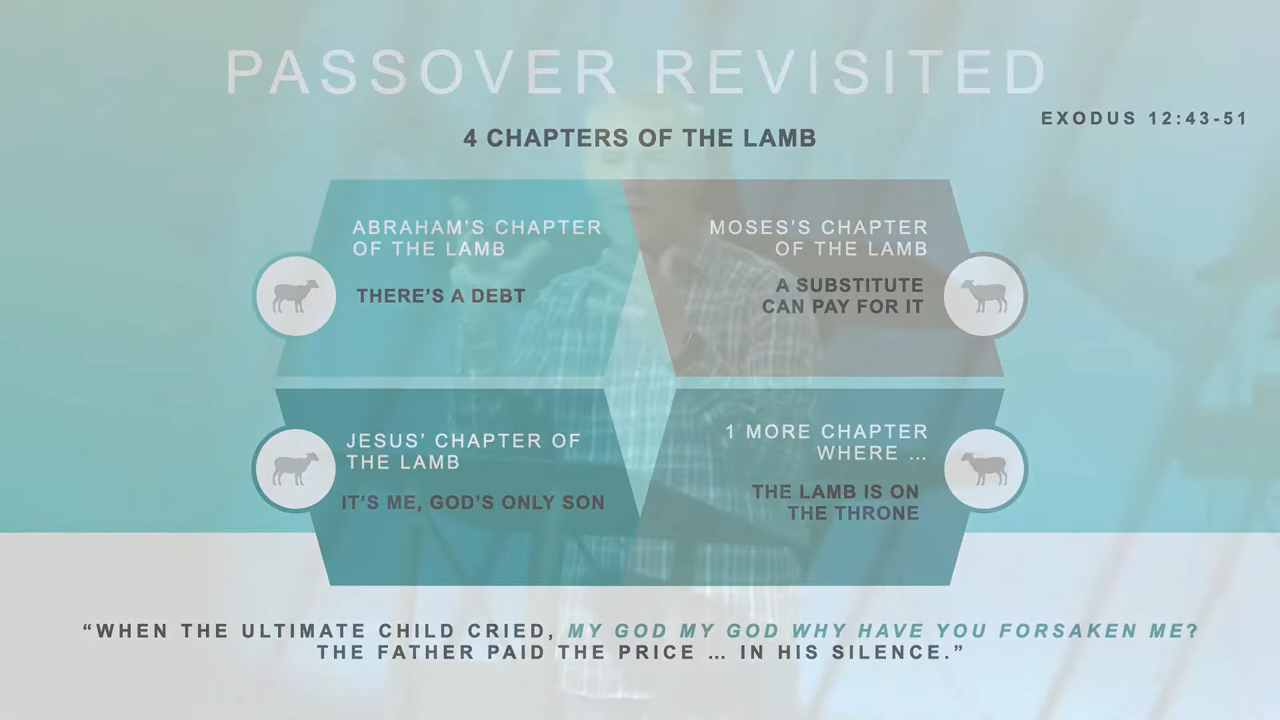 PASSOVER REVISITED
EXODUS 12:43-51
4 CHAPTERS OF THE LAMB
ABRAHAM'S CHAPTER
OF THE LAMB
THERE'S A DEBT
MOSES'S CHAPTER
OF THE LAMB
A SUBSTITUTE
CAN PAY FOR IT
JESUS' CHAPTER OF
THE LAMB
IT'S ME, GOD'S ONLY SON
1 MORE CHAPTER
WHERE …
THE LAMB IS ON
THE THRONE
“WHEN THE ULTIMATE CHILD CRIED, MY GOD MY GOD WHY HAVE YOU FORSAKEN ME?
THE FATHER PAID THE PRICE … IN HIS SILENCE.”